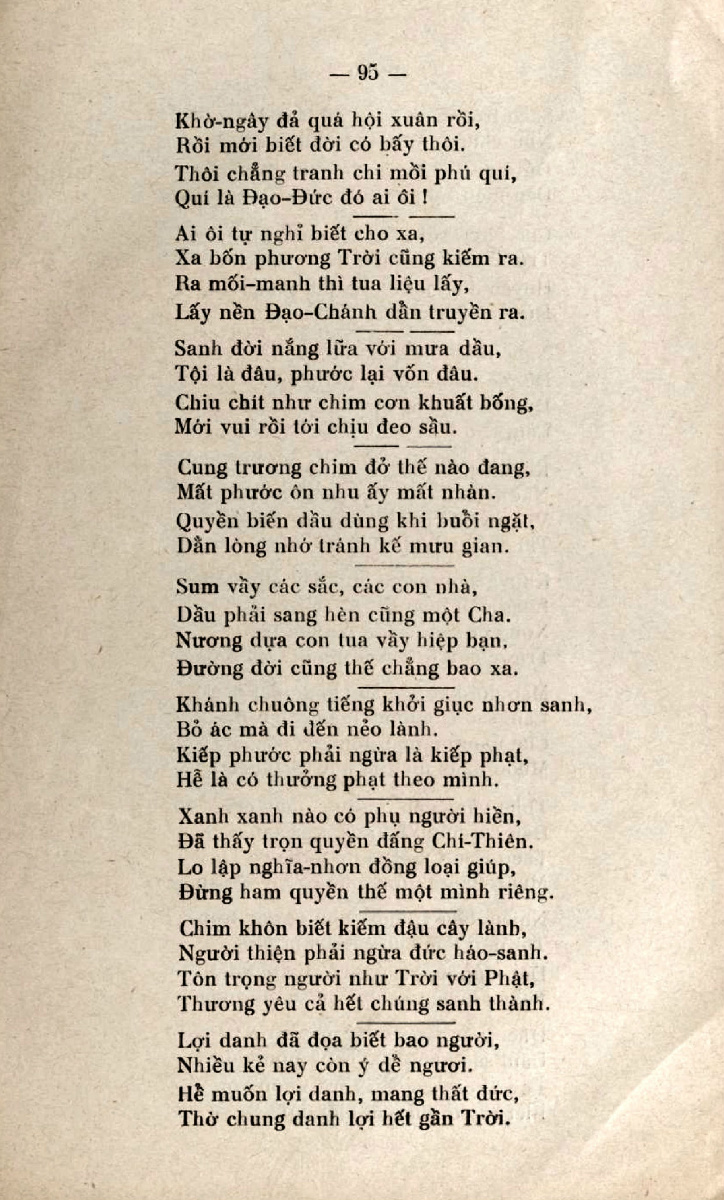 — 95 —
Khờ-ngây đả quá hội xuân rồi,
Rồi mới biết đời có bấy thôi.
Thôi chẳng tranh chi mồi phú quí,
Quí là Đạo-Đức đó ai ôi !
Ai ôi tự nghỉ biết cho xa,
Xa bốn phương Trời cũng kiếm ra.
Ra mối-manh thì tua liệu lấy,
Lấy nền Đạo-Chánh dần truyền ra.
Sanh đời nắng lữa với mưa dầu,
Tội là đâu, phước lại vốn đâu.
Chiu chít như chim cơn khuất bống,
Mới vui rồi tới chịu đeo sầu.
Cung trương chim đở thế nào đang,
Mất phước ôn nhu ấy mất nhàn.
Quyền biến dầu dùng khi buổi ngặt,
Dằn lòng nhớ tránh kế mưu gian.
Sum vầy các sắc, các con nhà,
Dầu phải sang hèn cũng một Cha.
Nương dựa con tua vầy hiệp bạn,
Đường đời cũng thế chẳng bao xa.
Khánh chuông tiếng khởi giục nhơn sanh,
Bỏ ác mà đi đến nẻo lành.
Kiếp phước phải ngừa là kiếp phạt,
Hễ là có thưởng phạt theo mình.
Xanh xanh nào có phụ người hiền,
Đã thấy trọn quyền đấng Chí-Thiên.
Lo lập nghĩa-nhơn đồng loại giúp,
Đừng ham quyền thế một mình riêng.
Chim khôn biết kiếm đậu cây lành,
Người thiện phải ngừa đức háo-sanh.
Tôn trọng người như Trời với Phật,
Thương yêu cả hết chúng sanh thành.
Lợi danh đã đọa biết bao người,
Nhiều kẻ nay còn ý dể ngươi.
Hễ muốn lợi danh, mang thất đức,
Thờ chung danh lợi hết gần Trời.